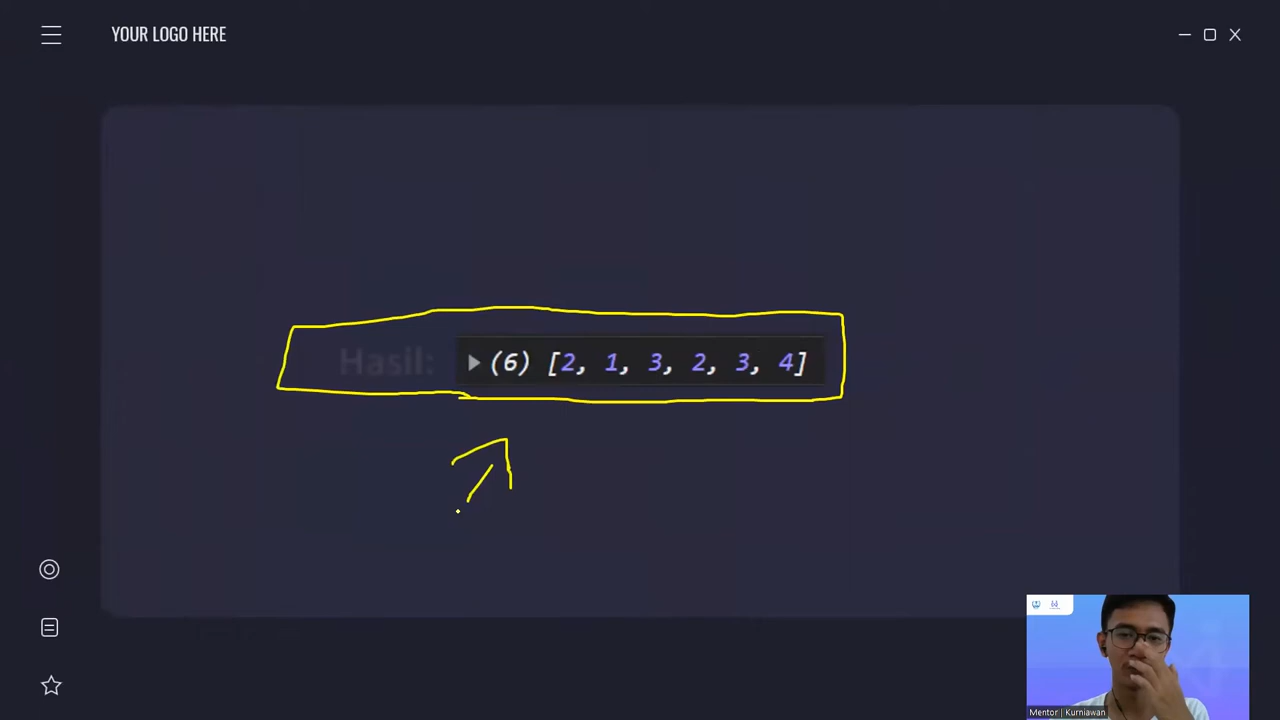 YOUR LOGO HERE
Hasil: (6) [2, 1, 3, 2, 3, 4]
Mentor | Kurniawan